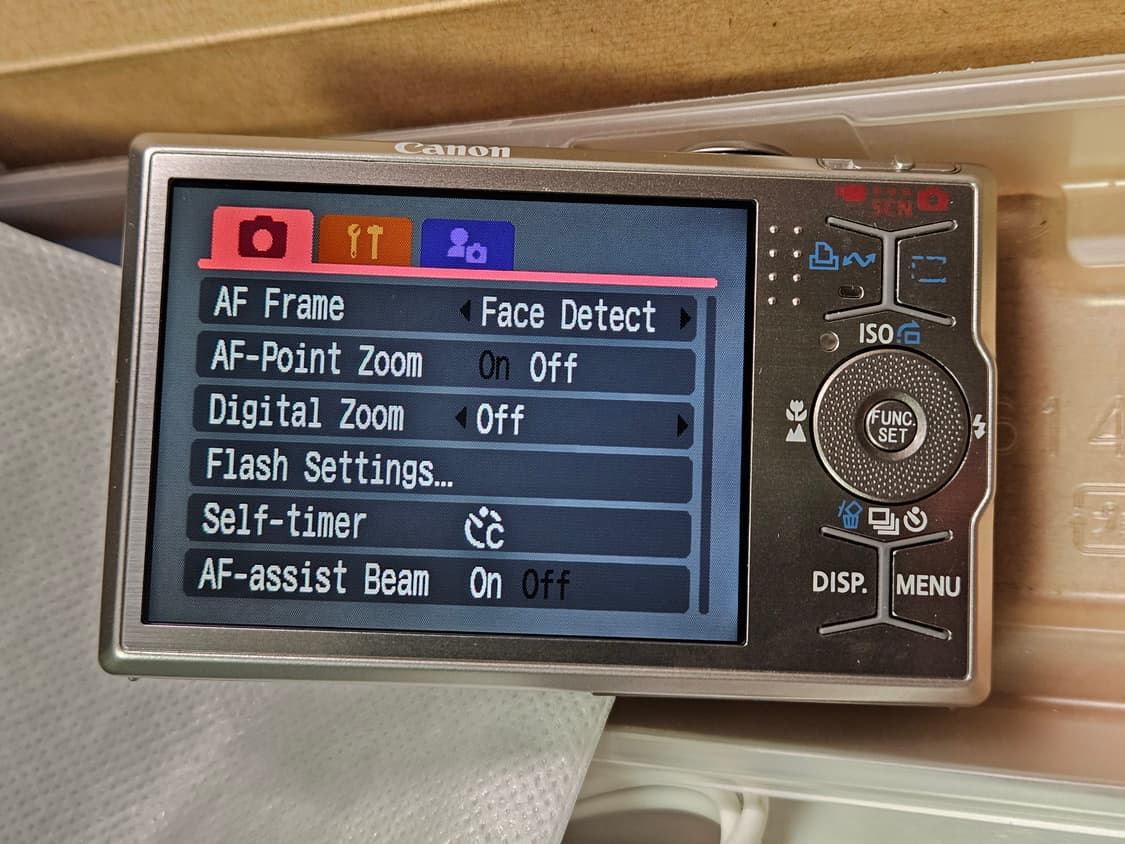 Canon
SCN
AF Frame Face Detect
AF-Point Zoom On Off
Digital Zoom Off
Flash Settings...
Self-timer C
AF-assist Beam On Off
ISO
FUNC.
SET
DISP. MENU
614